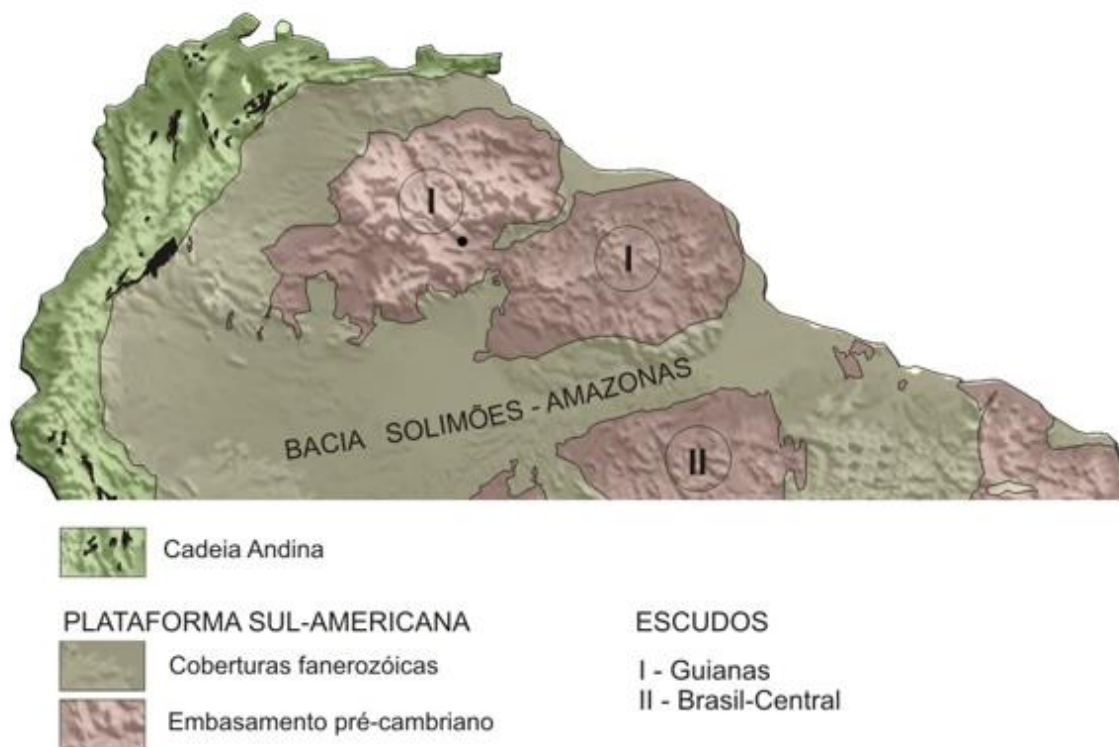 I
I
BACIA SOLIMÕES - AMAZONAS
II
Cadeia Andina
PLATAFORMA SUL-AMERICANA
Coberturas fanerozóicas
Embasamento pré-cambriano
ESCUDOS
I - Guianas
II - Brasil-Central